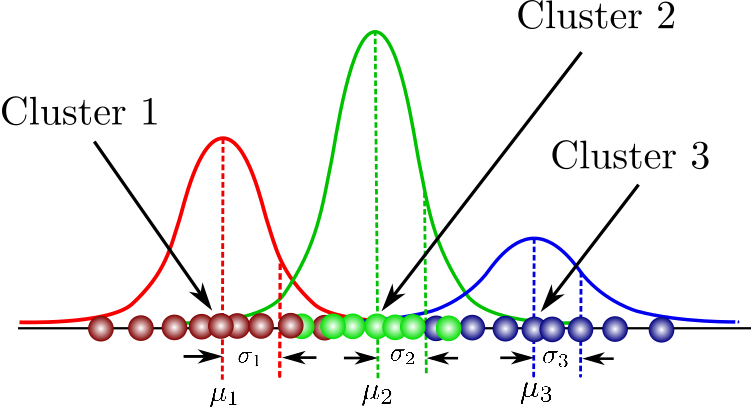 Cluster 2
Cluster 1
Cluster 3
σ₁
σ₂
σ₃
μ₁
μ₂
μ₃